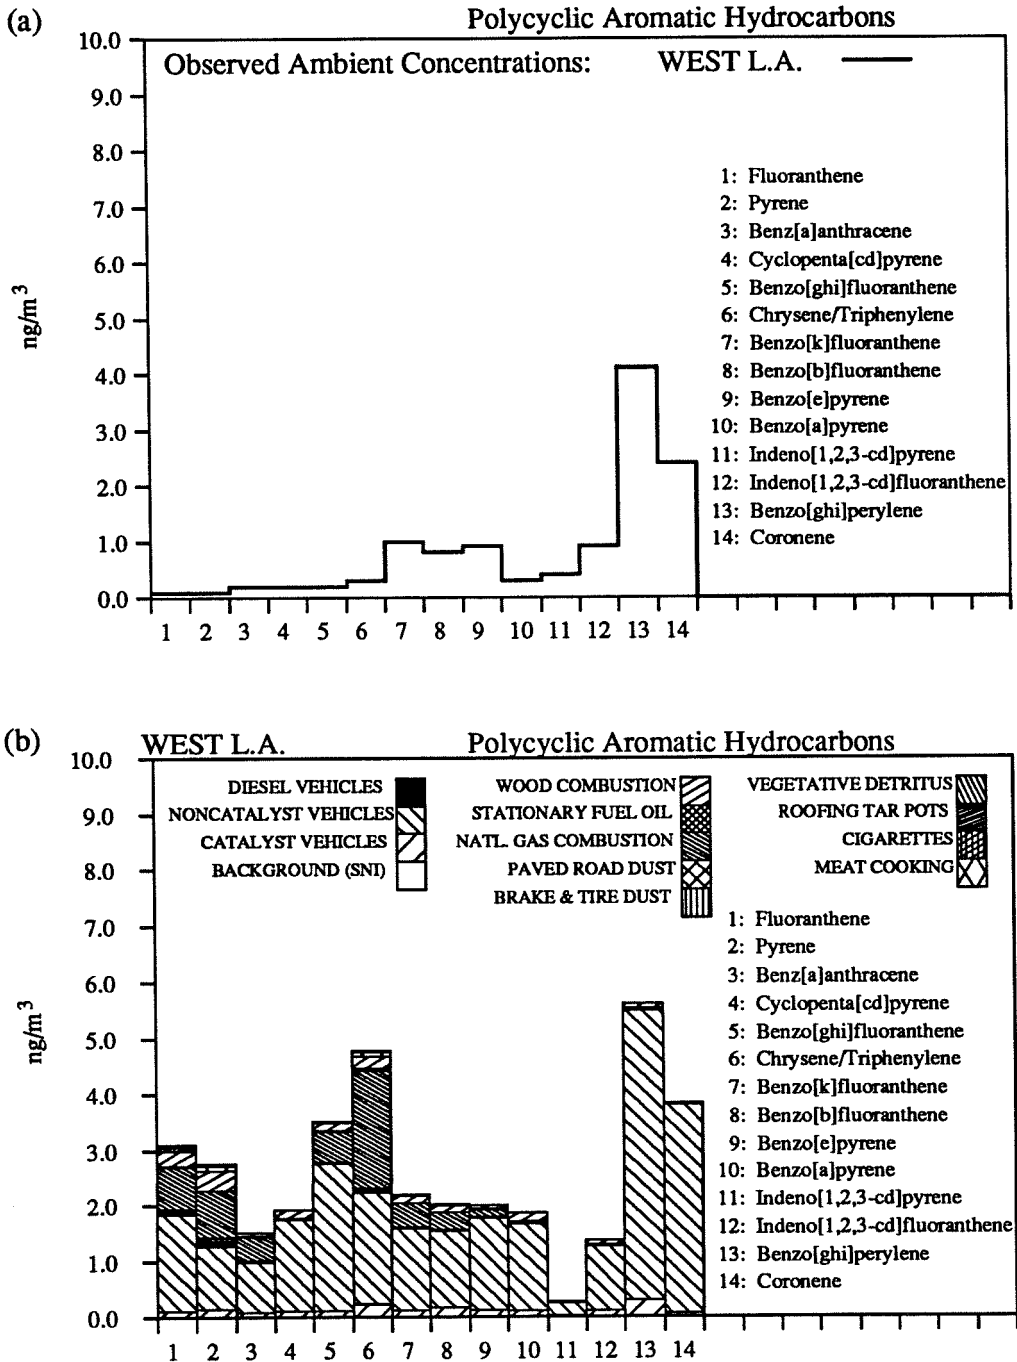 (a)
Polycyclic Aromatic Hydrocarbons
10.0
Observed Ambient Concentrations: WEST L.A.
9.0
8.0
7.0
6.0
5.0
4.0
3.0
2.0
1.0
0.0
ng/m3
1: Fluoranthene
2: Pyrene
3: Benz[a]anthracene
4: Cyclopenta[cd]pyrene
5: Benzo[ghi]fluoranthene
6: Chrysene/Triphenylene
7: Benzo[k]fluoranthene
8: Benzo[b]fluoranthene
9: Benzo[e]pyrene
10: Benzo[a]pyrene
11: Indeno[1,2,3-cd]pyrene
12: Indeno[1,2,3-cd]fluoranthene
13: Benzo[ghi]perylene
14: Coronene
1 2 3 4 5 6 7 8 9 10 11 12 13 14
(b)
WEST L.A. Polycyclic Aromatic Hydrocarbons
10.0
9.0
8.0
7.0
6.0
5.0
4.0
3.0
2.0
1.0
0.0
ng/m3
DIESEL VEHICLES
NONCATALYST VEHICLES
CATALYST VEHICLES
BACKGROUND (SNI)
WOOD COMBUSTION
STATIONARY FUEL OIL
NATL. GAS COMBUSTION
PAVED ROAD DUST
BRAKE & TIRE DUST
VEGETATIVE DETRITUS
ROOFING TAR POTS
CIGARETTES
MEAT COOKING
1: Fluoranthene
2: Pyrene
3: Benz[a]anthracene
4: Cyclopenta[cd]pyrene
5: Benzo[ghi]fluoranthene
6: Chrysene/Triphenylene
7: Benzo[k]fluoranthene
8: Benzo[b]fluoranthene
9: Benzo[e]pyrene
10: Benzo[a]pyrene
11: Indeno[1,2,3-cd]pyrene
12: Indeno[1,2,3-cd]fluoranthene
13: Benzo[ghi]perylene
14: Coronene
1 2 3 4 5 6 7 8 9 10 11 12 13 14